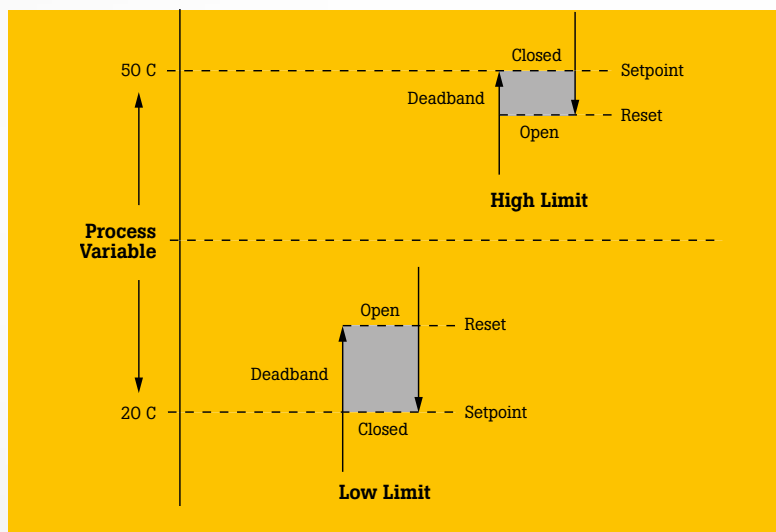 Closed
50 C
Setpoint
Deadband
Reset
Open
High Limit
Process
Variable
Open
Reset
Deadband
20 C
Setpoint
Closed
Low Limit